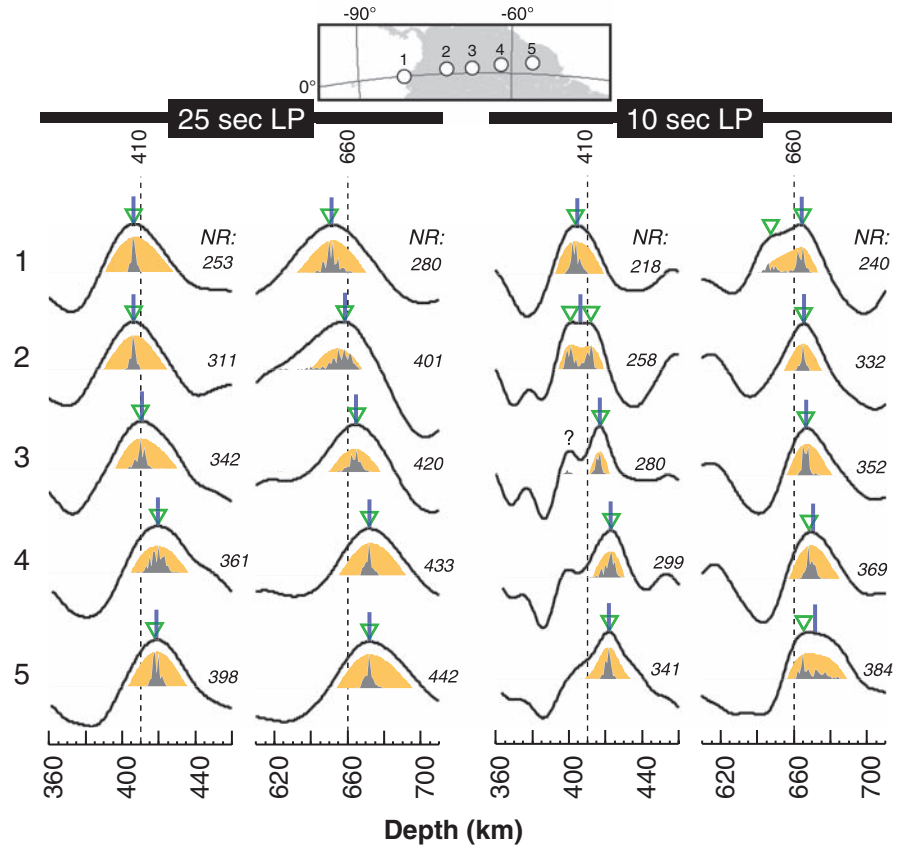 -90° -60°
1 2 3 4 5
0°
25 sec LP 10 sec LP
410 660 410 660
1 NR: 253 NR: 280 NR: 218 NR: 240
2 311 401 258 332
3 342 420 ? 280 352
4 361 433 299 369
5 398 442 341 384
360 400 440 620 660 700 360 400 440 620 660 700
Depth (km)